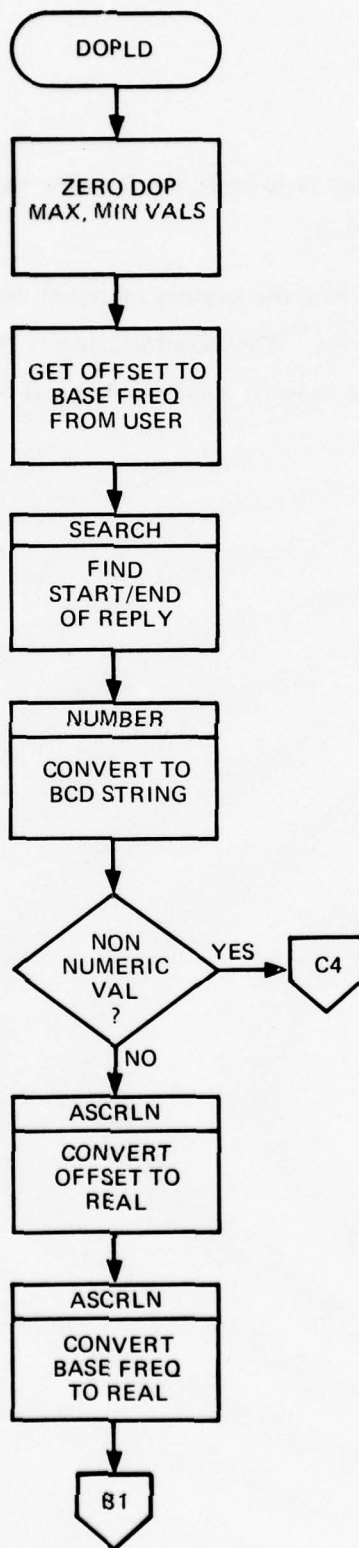 DOPLD
ZERO DOP
MAX, MIN VALS
GET OFFSET TO
BASE FREQ
FROM USER
SEARCH
FIND
START/END
OF REPLY
NUMBER
CONVERT TO
BCD STRING
NON
NUMERIC
VAL
?
YES
C4
NO
ASCRLN
CONVERT
OFFSET TO
REAL
ASCRLN
CONVERT
BASE FREQ
TO REAL
B1